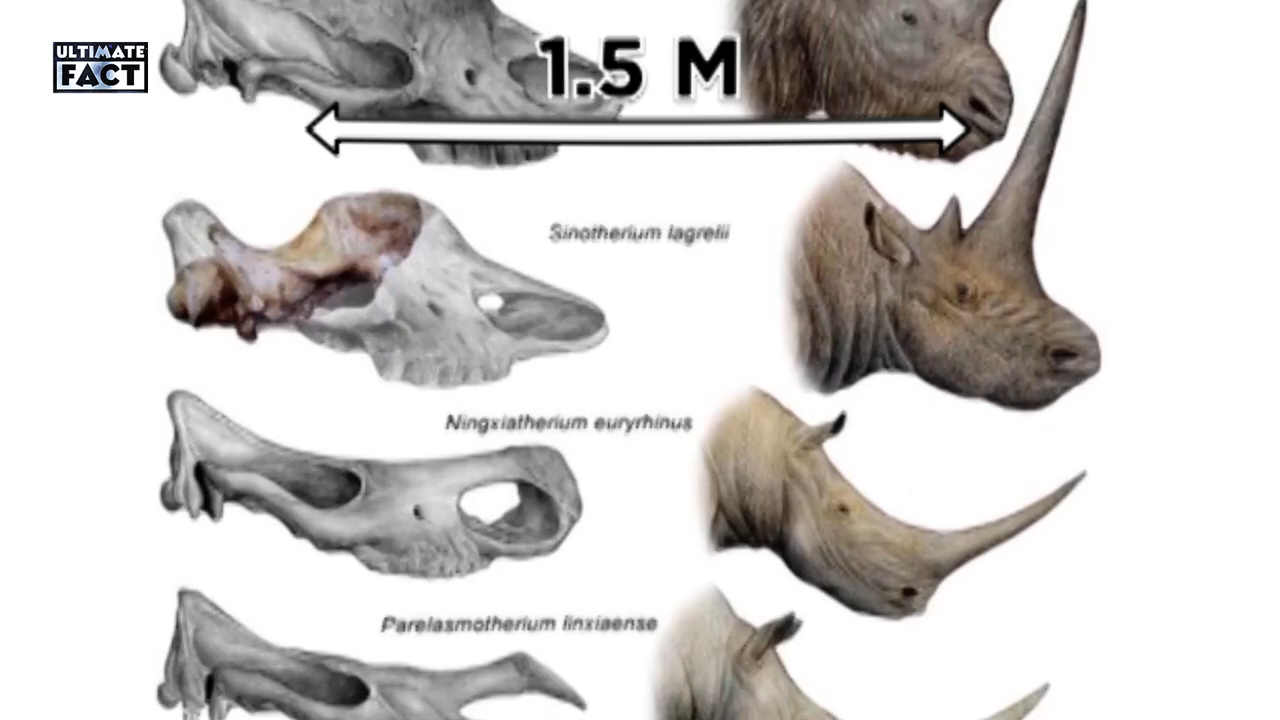 ULTIMATE
FACT
1.5 M
Sinotherium lagrelii
Ningxiatherium euryrhinus
Parelasmotherium linxiaense